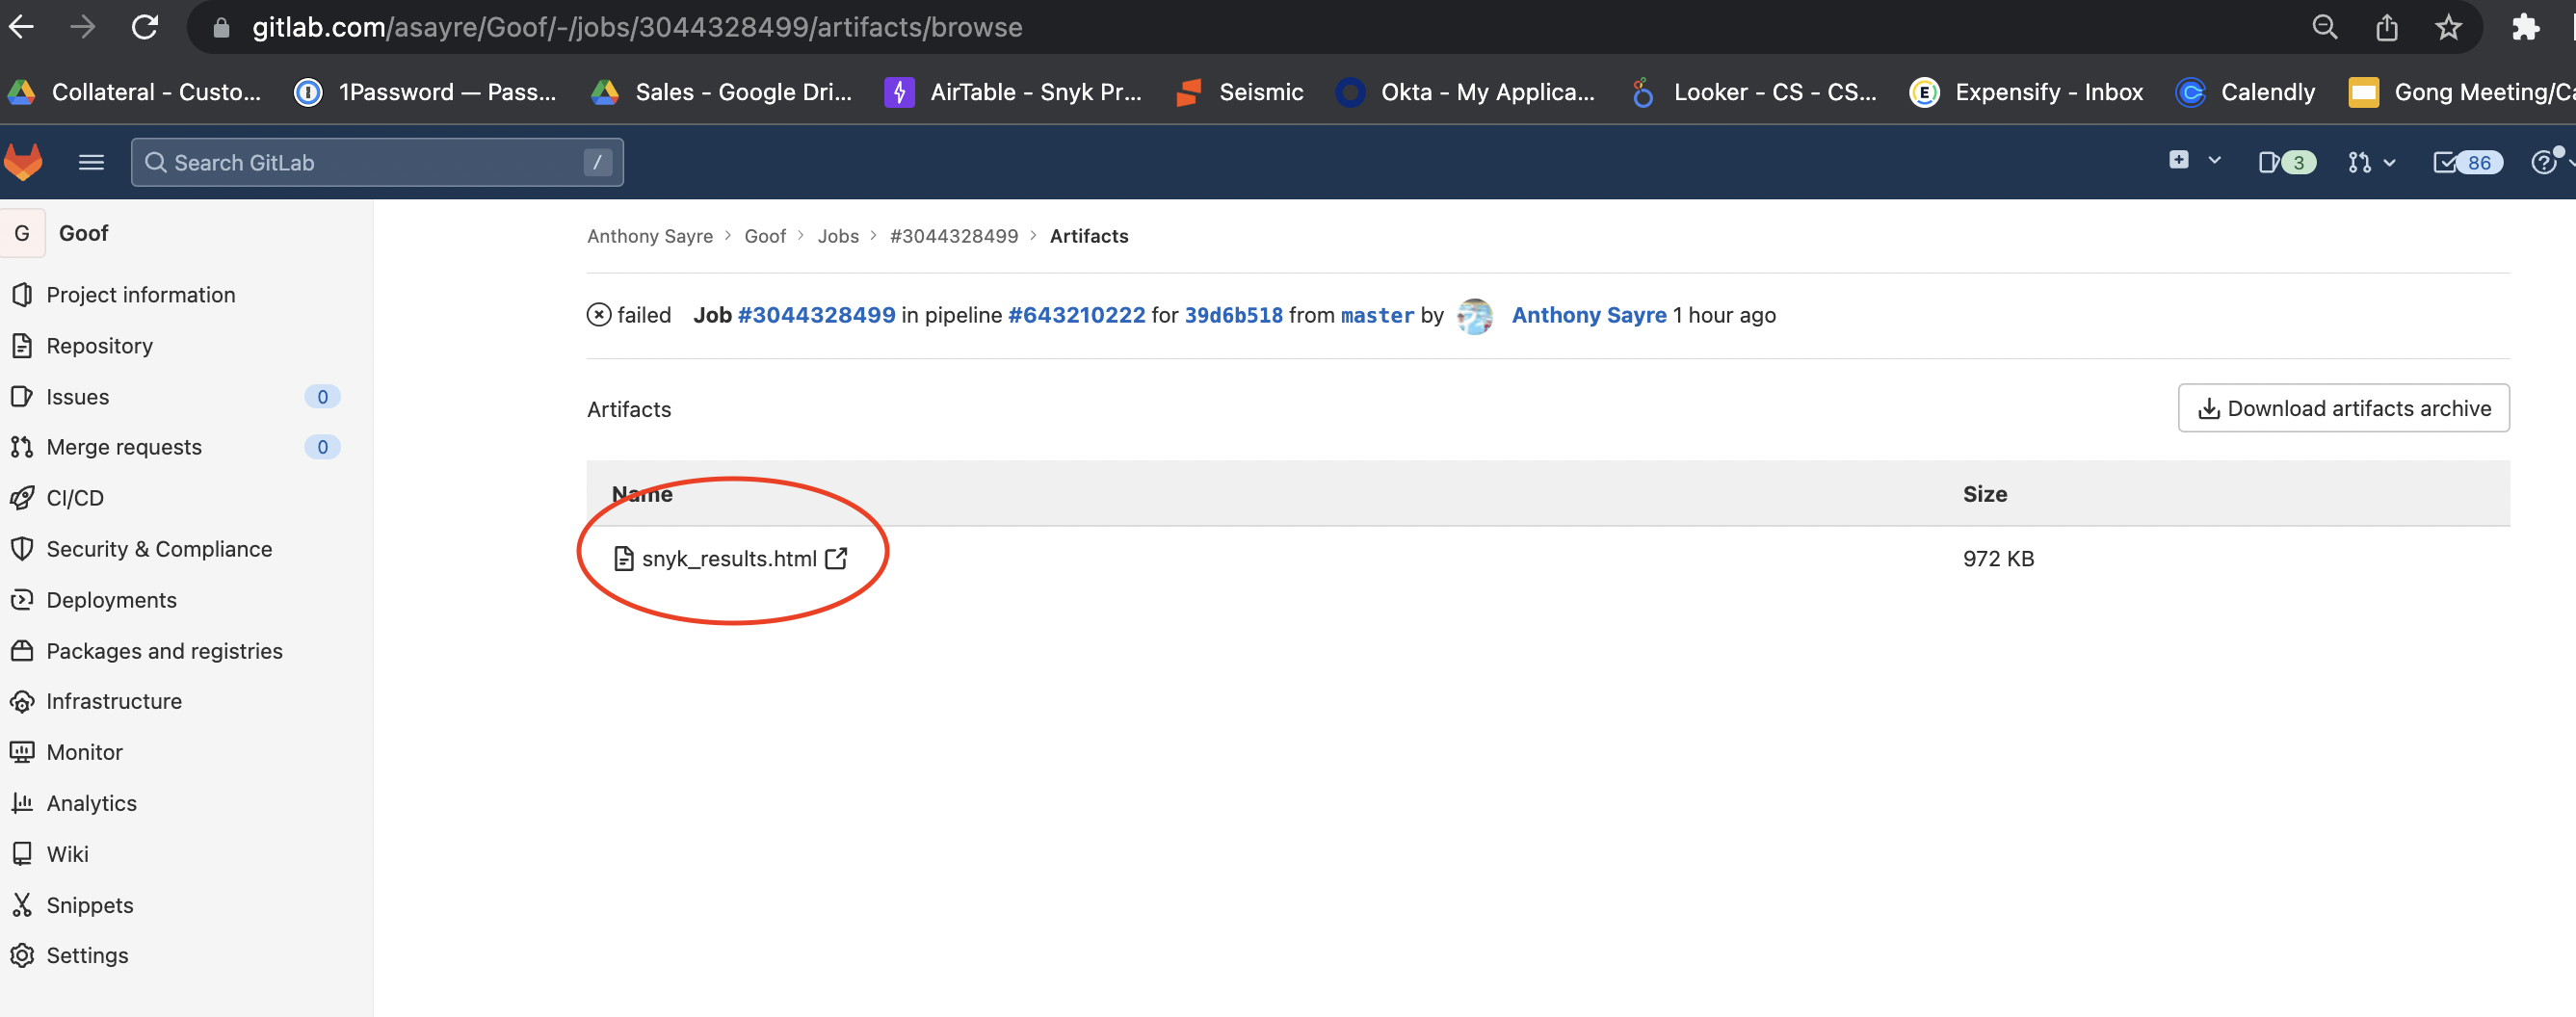 gitlab.com/asayre/Goof/-/jobs/3044328499/artifacts/browse
Collateral - Custo... 1Password — Pass... Sales - Google Dri... AirTable - Snyk Pr... Seismic Okta - My Applica... Looker - CS - CS... Expensify - Inbox Calendly Gong Meeting/Ca
Search GitLab / 3 86
G Goof
Project information
Repository
Issues 0
Merge requests 0
CI/CD
Security & Compliance
Deployments
Packages and registries
Infrastructure
Monitor
Analytics
Wiki
Snippets
Settings
Anthony Sayre > Goof > Jobs > #3044328499 > Artifacts
failed Job #3044328499 in pipeline #643210222 for 39d6b518 from master by Anthony Sayre 1 hour ago
Artifacts Download artifacts archive
Name Size
snyk_results.html 972 KB